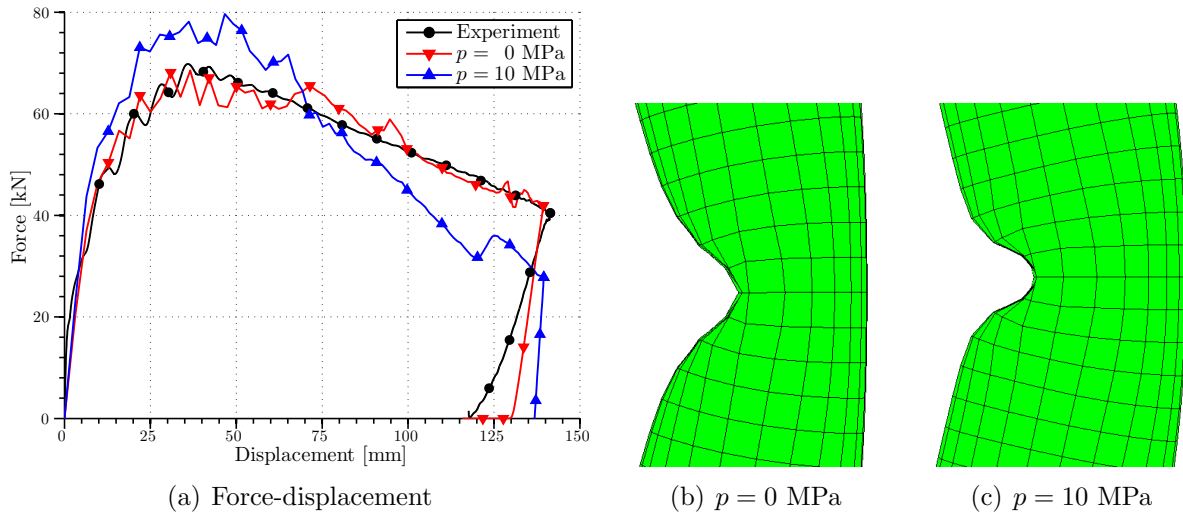 80
60
40
20
0
Force [kN]
0 25 50 75 100 125 150
Displacement [mm]
Experiment
p = 0 MPa
p = 10 MPa
(a) Force-displacement
(b) p = 0 MPa
(c) p = 10 MPa